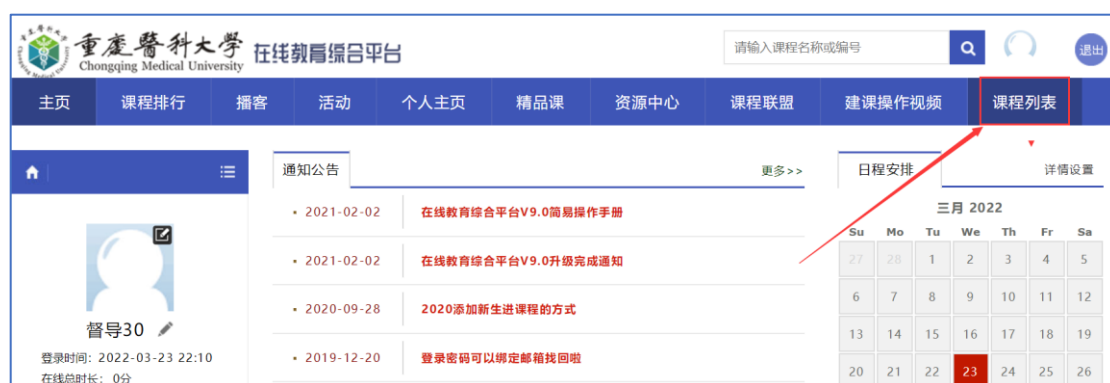 重庆医科大学 在线教育综合平台
Chongqing Medical University
请输入课程名称或编号
退出
主页 课程排行 播客 活动 个人主页 精品课 资源中心 课程联盟 建课操作视频 课程列表
通知公告 更多>>
2021-02-02 在线教育综合平台V9.0简易操作手册
2021-02-02 在线教育综合平台V9.0升级完成通知
2020-09-28 2020添加新生进课程的方式
2019-12-20 登录密码可以绑定邮箱找回啦
督导30
登录时间: 2022-03-23 22:10
在线总时长: 0分
日程安排 详情设置
三月 2022
Su Mo Tu We Th Fr Sa
27 28 1 2 3 4 5
6 7 8 9 10 11 12
13 14 15 16 17 18 19
20 21 22 23 24 25 26